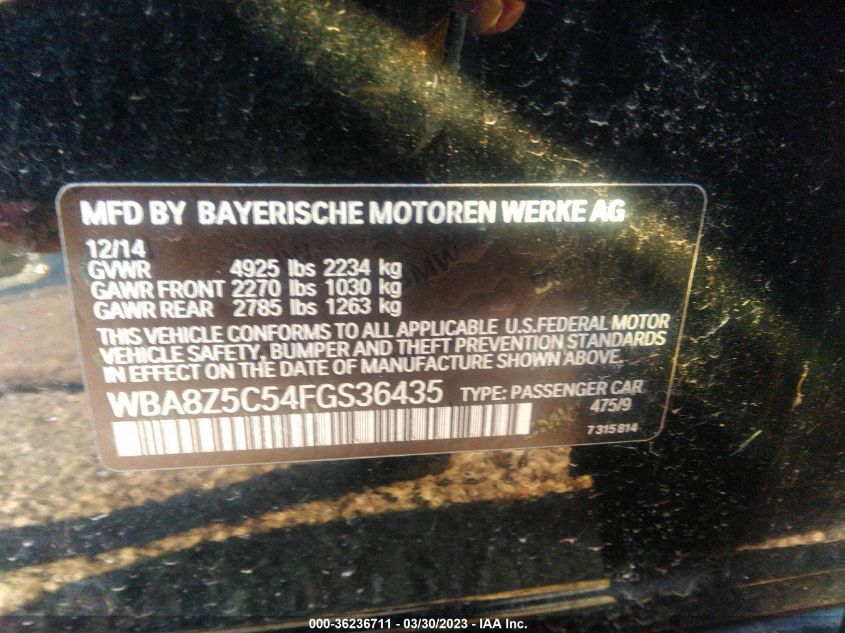 MFD BY BAYERISCHE MOTOREN WERKE AG
12/14
GVWR 4925 lbs 2234 kg
GAWR FRONT 2270 lbs 1030 kg
GAWR REAR 2785 lbs 1263 kg
THIS VEHICLE CONFORMS TO ALL APPLICABLE U.S.FEDERAL MOTOR
VEHICLE SAFETY, BUMPER AND THEFT PREVENTION STANDARDS
IN EFFECT ON THE DATE OF MANUFACTURE SHOWN ABOVE.
WBA8Z5C54FGS36435 TYPE: PASSENGER CAR
475/9
7 315 814
000-36236711 - 03/30/2023 - IAA Inc.